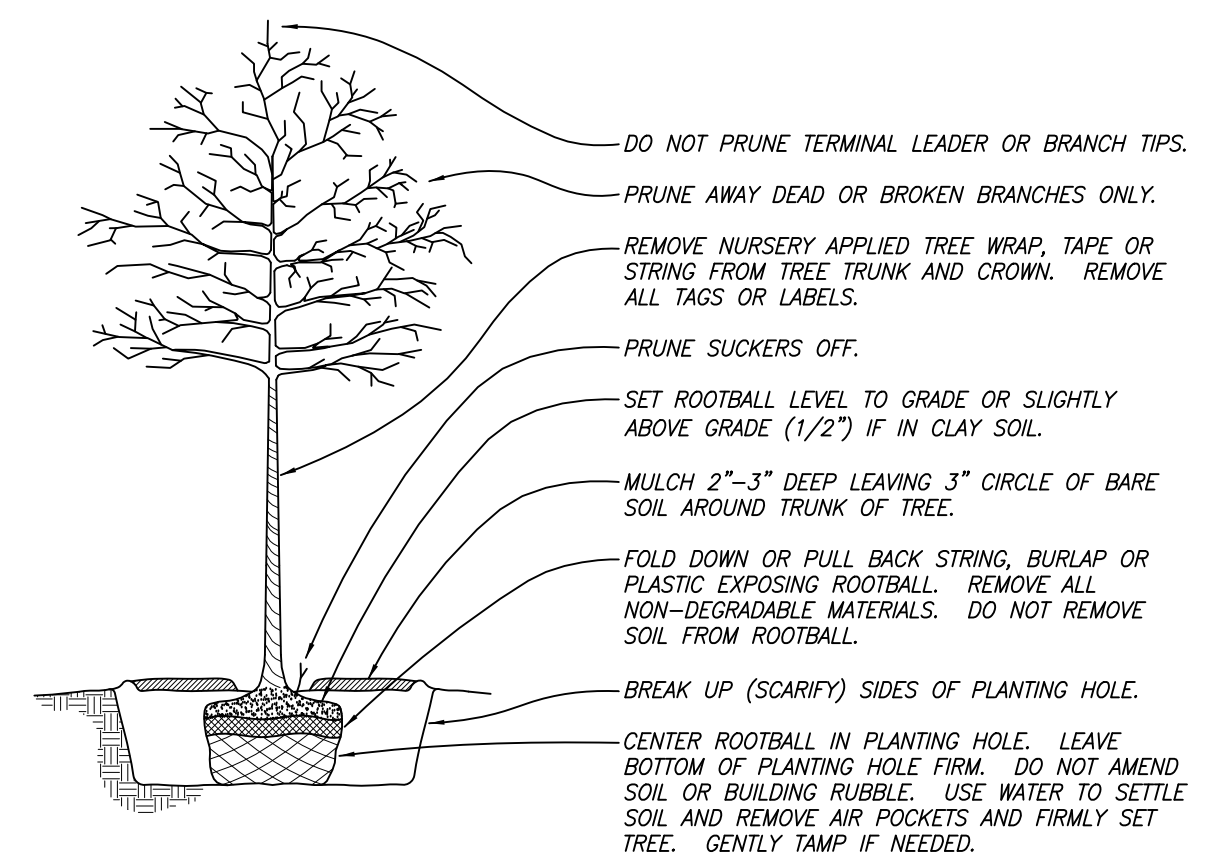 DO NOT PRUNE TERMINAL LEADER OR BRANCH TIPS.
PRUNE AWAY DEAD OR BROKEN BRANCHES ONLY.
REMOVE NURSERY APPLIED TREE WRAP, TAPE OR
STRING FROM TREE TRUNK AND CROWN. REMOVE
ALL TAGS OR LABELS.
PRUNE SUCKERS OFF.
SET ROOTBALL LEVEL TO GRADE OR SLIGHTLY
ABOVE GRADE (1/2") IF IN CLAY SOIL.
MULCH 2"-3" DEEP LEAVING 3" CIRCLE OF BARE
SOIL AROUND TRUNK OF TREE.
FOLD DOWN OR PULL BACK STRING, BURLAP OR
PLASTIC EXPOSING ROOTBALL. REMOVE ALL
NON-DEGRADABLE MATERIALS. DO NOT REMOVE
SOIL FROM ROOTBALL.
BREAK UP (SCARIFY) SIDES OF PLANTING HOLE.
CENTER ROOTBALL IN PLANTING HOLE. LEAVE
BOTTOM OF PLANTING HOLE FIRM. DO NOT AMEND
SOIL OR BUILDING RUBBLE. USE WATER TO SETTLE
SOIL AND REMOVE AIR POCKETS AND FIRMLY SET
TREE. GENTLY TAMP IF NEEDED.